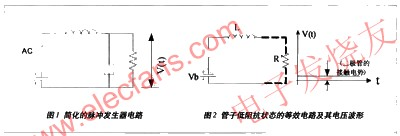 AC
V(t)
图1 简化的脉冲发生器电路
L
R
Vb
V(t)
(二极管的
接触电势)
t
图2 管子低阻抗状态的等效电路及其电压波形
www.elecfans.com 电子发烧友